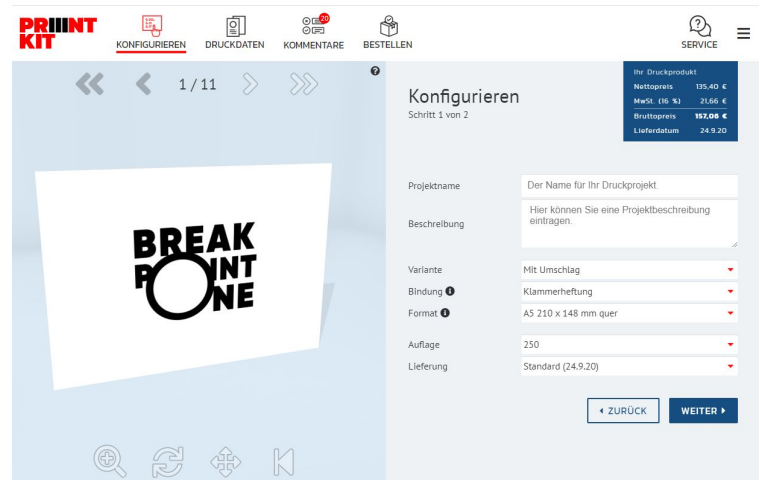 PRIIINT
KIT
KONFIGURIEREN
DRUCKDATEN
20
KOMMENTARE
BESTELLEN
SERVICE
1 / 11
BREAK
POINT
ONE
Konfigurieren
Schritt 1 von 2
Ihr Druckprodukt
Nettopreis 135,40 €
MwSt. (16 %) 21,66 €
Bruttopreis 157,06 €
Lieferdatum 24.9.20
Projektname Der Name für Ihr Druckprojekt
Beschreibung Hier können Sie eine Projektbeschreibung
eintragen.
Variante Mit Umschlag
Bindung Klammerheftung
Format A5 210 x 148 mm quer
Auflage 250
Lieferung Standard (24.9.20)
ZURÜCK
WEITER